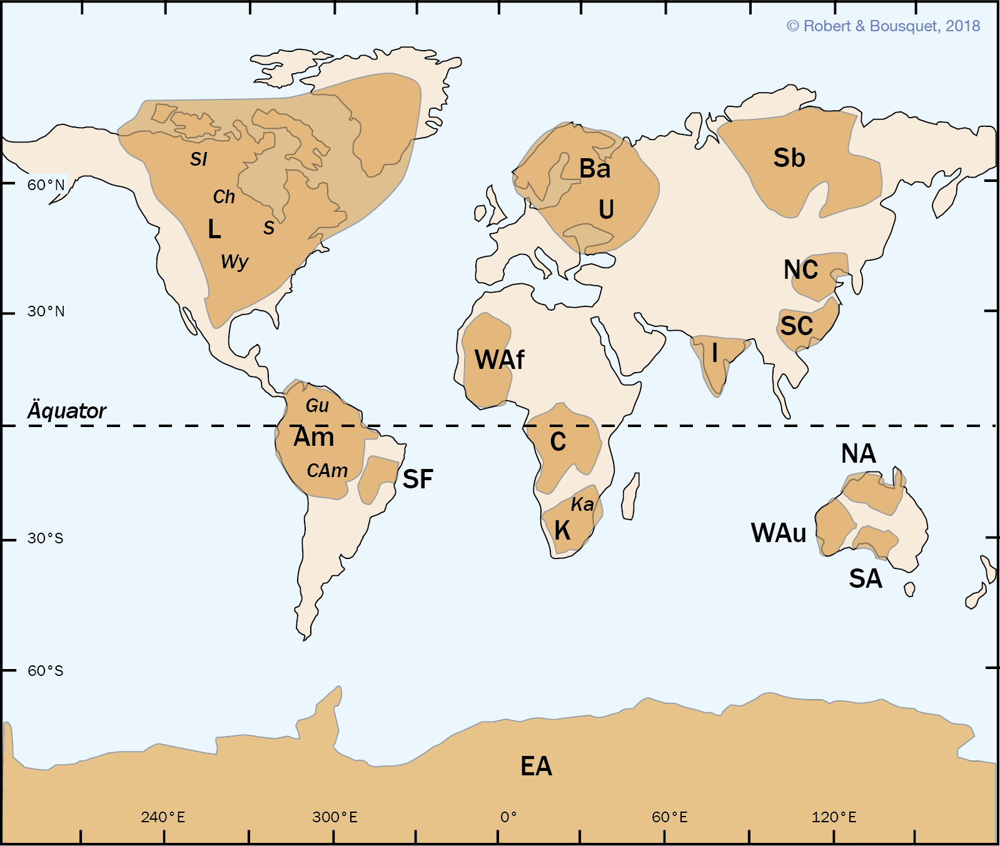 © Robert & Bousquet, 2018
Sl
Ba
Sb
60°N
Ch
U
L
S
Wy
NC
30°N
SC
I
WAf
Gu
Äquator
Am
C
NA
CAm
SF
Ka
K
WAu
30°S
SA
60°S
EA
240°E
300°E
0°
60°E
120°E